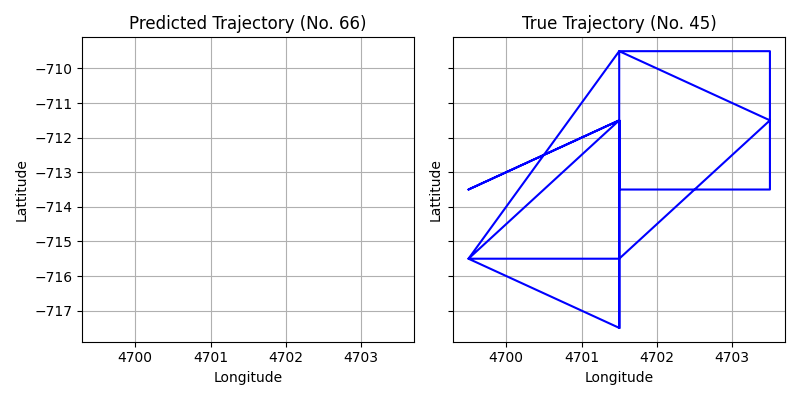 Predicted Trajectory (No. 66)
True Trajectory (No. 45)
Lattitude
−710
−711
−712
−713
−714
−715
−716
−717
4700
4701
4702
4703
Longitude
Lattitude
4700
4701
4702
4703
Longitude